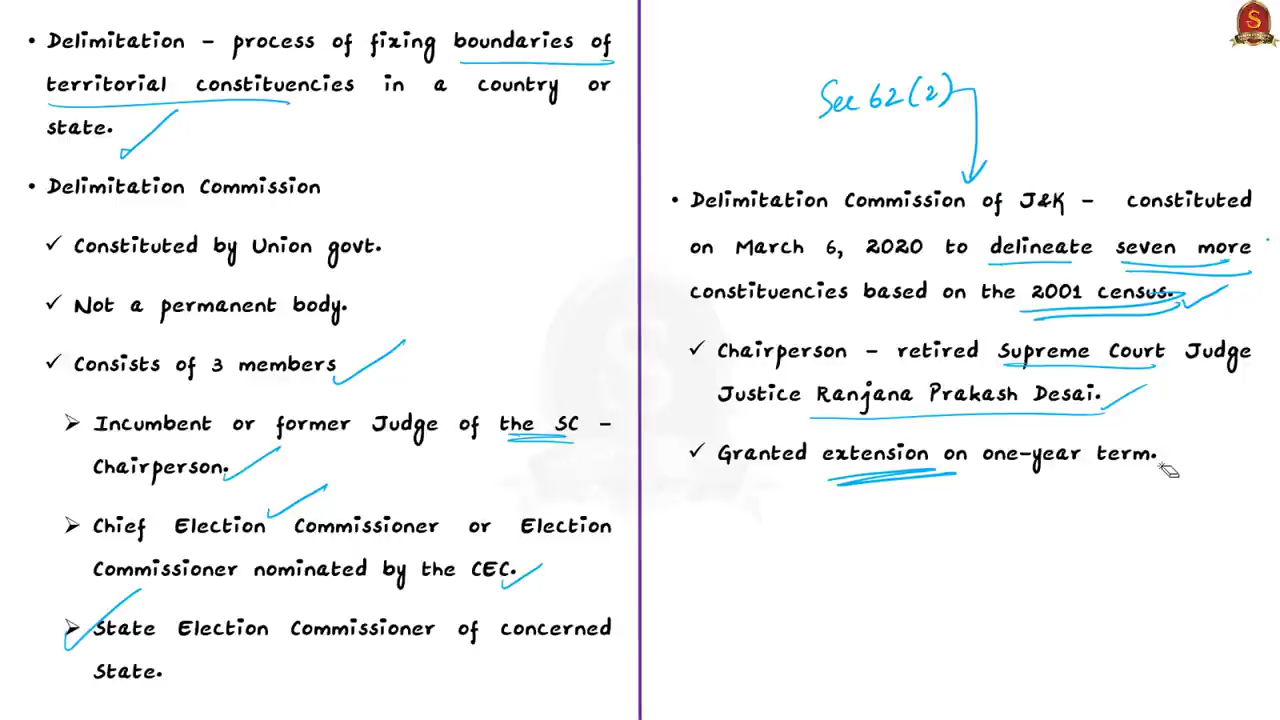 • Delimitation – process of fixing boundaries of
territorial constituencies in a country or
state.
• Delimitation Commission
✓ Constituted by Union govt.
✓ Not a permanent body.
✓ Consists of 3 members
➢ Incumbent or former Judge of the SC –
Chairperson.
➢ Chief Election Commissioner or Election
Commissioner nominated by the CEC.
➢ State Election Commissioner of concerned
State.
S
Sec 62(2)
• Delimitation Commission of J&K – constituted
on March 6, 2020 to delineate seven more
constituencies based on the 2001 census.
✓ Chairperson – retired Supreme Court Judge
Justice Ranjana Prakash Desai.
✓ Granted extension on one-year term.